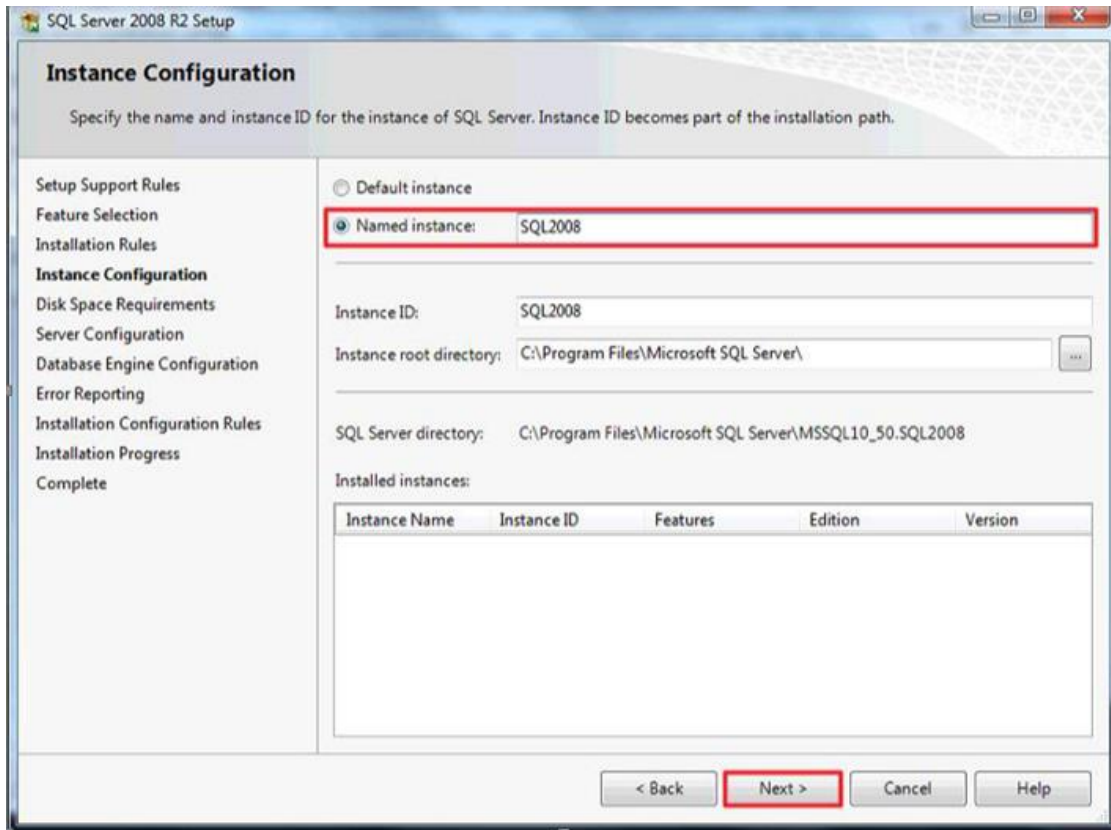 SQL Server 2008 R2 Setup
Instance Configuration
Specify the name and instance ID for the instance of SQL Server. Instance ID becomes part of the installation path.
Setup Support Rules
Feature Selection
Installation Rules
Instance Configuration
Disk Space Requirements
Server Configuration
Database Engine Configuration
Error Reporting
Installation Configuration Rules
Installation Progress
Complete
Default instance
Named instance: SQL2008
Instance ID: SQL2008
Instance root directory: C:\Program Files\Microsoft SQL Server\ ...
SQL Server directory: C:\Program Files\Microsoft SQL Server\MSSQL10_50.SQL2008
Installed instances:
Instance Name Instance ID Features Edition Version
< Back Next > Cancel Help